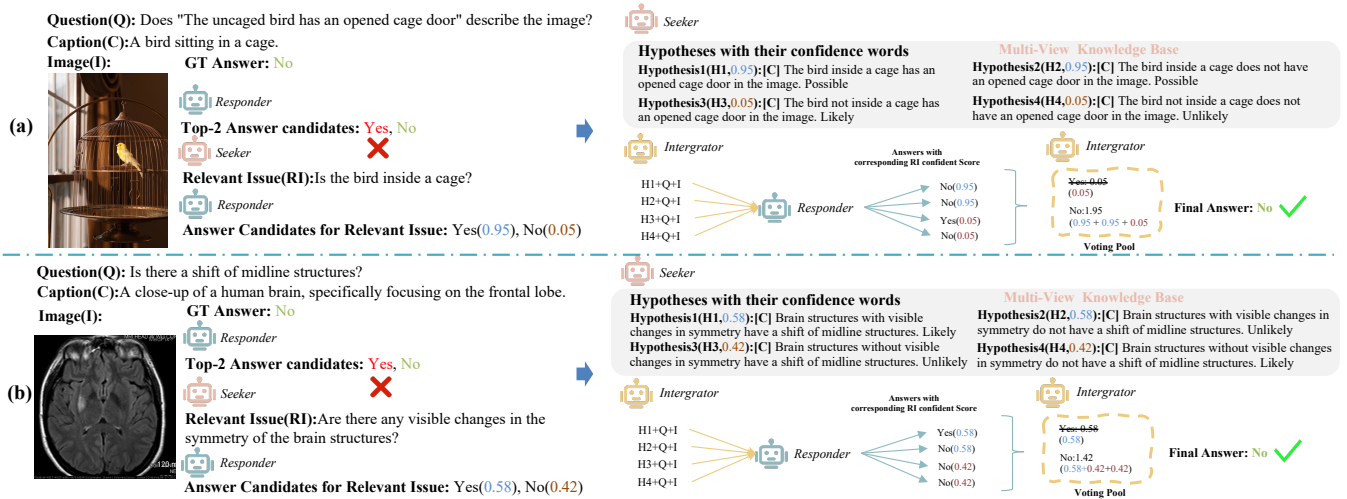 Question(Q): Does "The uncaged bird has an opened cage door" describe the image?
Caption(C):A bird sitting in a cage.
Image(I):
GT Answer: No
Responder
(a)
Top-2 Answer candidates: Yes, No
Seeker
Relevant Issue(RI):Is the bird inside a cage?
Responder
Answer Candidates for Relevant Issue: Yes(0.95), No(0.05)
Seeker
Hypotheses with their confidence words
Multi-View Knowledge Base
Hypothesis1(H1,0.95):[C] The bird inside a cage has an
opened cage door in the image. Possible
Hypothesis2(H2,0.95):[C] The bird inside a cage does not have
an opened cage door in the image. Possible
Hypothesis3(H3,0.05):[C] The bird not inside a cage has
an opened cage door in the image. Likely
Hypothesis4(H4,0.05):[C] The bird not inside a cage does not
have an opened cage door in the image. Unlikely
Intergrator
H1+Q+I
H2+Q+I
H3+Q+I
H4+Q+I
Responder
Answers with
corresponding RI confident Score
No(0.95)
No(0.95)
Yes(0.05)
No(0.05)
Intergrator
Yes: 0.05
(0.05)
No:1.95
(0.95 + 0.95 + 0.05
Voting Pool
Final Answer: No
Question(Q): Is there a shift of midline structures?
Caption(C):A close-up of a human brain, specifically focusing on the frontal lobe.
Image(I):
GT Answer: No
Responder
(b)
Top-2 Answer candidates: Yes, No
Seeker
Relevant Issue(RI):Are there any visible changes in the
symmetry of the brain structures?
Responder
Answer Candidates for Relevant Issue: Yes(0.58), No(0.42)
Seeker
Hypotheses with their confidence words
Multi-View Knowledge Base
Hypothesis1(H1,0.58):[C] Brain structures with visible
changes in symmetry have a shift of midline structures. Likely
Hypothesis2(H2,0.58):[C] Brain structures with visible changes in
symmetry do not have a shift of midline structures. Unlikely
Hypothesis3(H3,0.42):[C] Brain structures without visible
changes in symmetry have a shift of midline structures. Unlikely
Hypothesis4(H4,0.42):[C] Brain structures without visible changes
in symmetry do not have a shift of midline structures. Likely
Intergrator
H1+Q+I
H2+Q+I
H3+Q+I
H4+Q+I
Responder
Answers with
corresponding RI confident Score
Yes(0.58)
No(0.58)
No(0.42)
No(0.42)
Intergrator
Yes: 0.58
(0.58)
No:1.42
(0.58+0.42+0.42)
Voting Pool
Final Answer: No